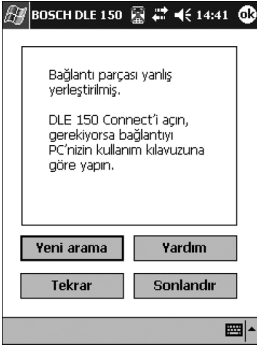 BOSCH DLE 150 14:41 ok
Bağlantı parçası yanlış
yerleştirilmiş.
DLE 150 Connect'i açın,
gerekiyorsa bağlantıyı
PC'nizin kullanım kılavuzuna
göre yapın.
Yeni arama Yardım
Tekrar Sonlandır